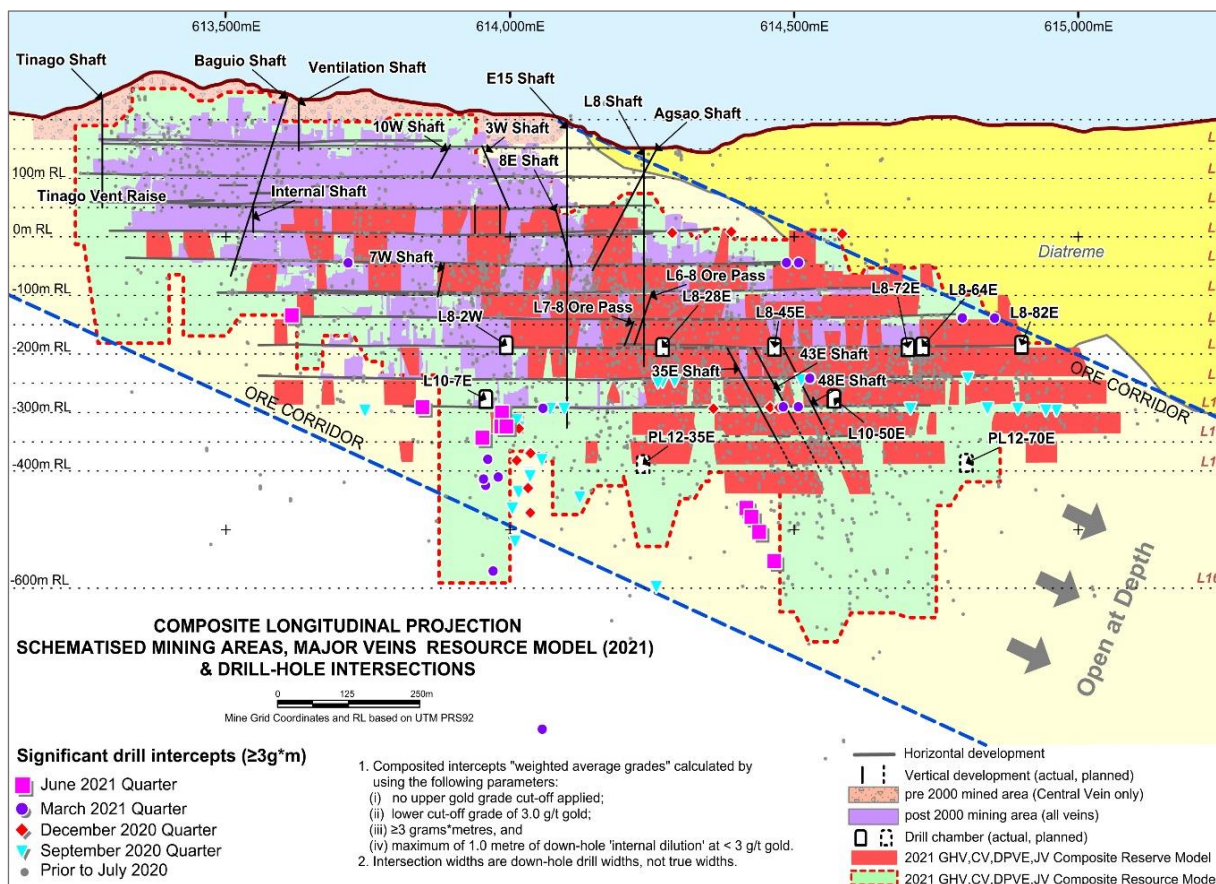 613,500mE
614,000mE
614,500mE
615,000mE
Tinago Shaft
Baguio Shaft
Ventilation Shaft
E15 Shaft
L8 Shaft
Agsao Shaft
10W Shaft
3W Shaft
8E Shaft
100m RL
Tinago Vent Raise
Internal Shaft
0m RL
Diatreme
7W Shaft
L6-8 Ore Pass
L8-72E
L8-64E
-100m RL
L7-8 Ore Pass
L8-28E
L8-2W
L8-45E
L8-82E
-200m RL
43E Shaft
35E Shaft
L10-7E
48E Shaft
ORE CORRIDOR
-300m RL
ORE CORRIDOR
L10-50E
PL12-35E
PL12-70E
-400m RL
-600m RL
Open at Depth
COMPOSITE LONGITUDINAL PROJECTION
SCHEMATISED MINING AREAS, MAJOR VEINS RESOURCE MODEL (2021)
& DRILL-HOLE INTERSECTIONS
0 125 250m
Mine Grid Coordinates and RL based on UTM PRS92
Significant drill intercepts (≥3g*m)
June 2021 Quarter
March 2021 Quarter
December 2020 Quarter
September 2020 Quarter
Prior to July 2020
1. Composited intercepts "weighted average grades" calculated by
using the following parameters:
(i) no upper gold grade cut-off applied;
(ii) lower cut-off grade of 3.0 g/t gold;
(iii) ≥3 grams*metres, and
(iv) maximum of 1.0 metre of down-hole 'internal dilution' at < 3 g/t gold.
2. Intersection widths are down-hole drill widths, not true widths.
Horizontal development
Vertical development (actual, planned)
pre 2000 mined area (Central Vein only)
post 2000 mining area (all veins)
Drill chamber (actual, planned)
2021 GHV,CV,DPVE,JV Composite Reserve Model
2021 GHV,CV,DPVE,JV Composite Resource Model